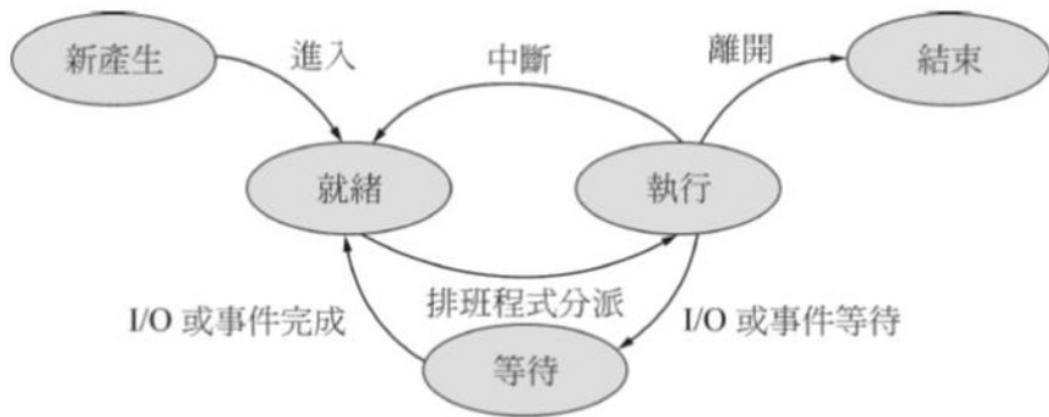 新產生
進入
中斷
離開
結束
就緒
執行
I/O 或事件完成
排班程式分派
I/O 或事件等待
等待